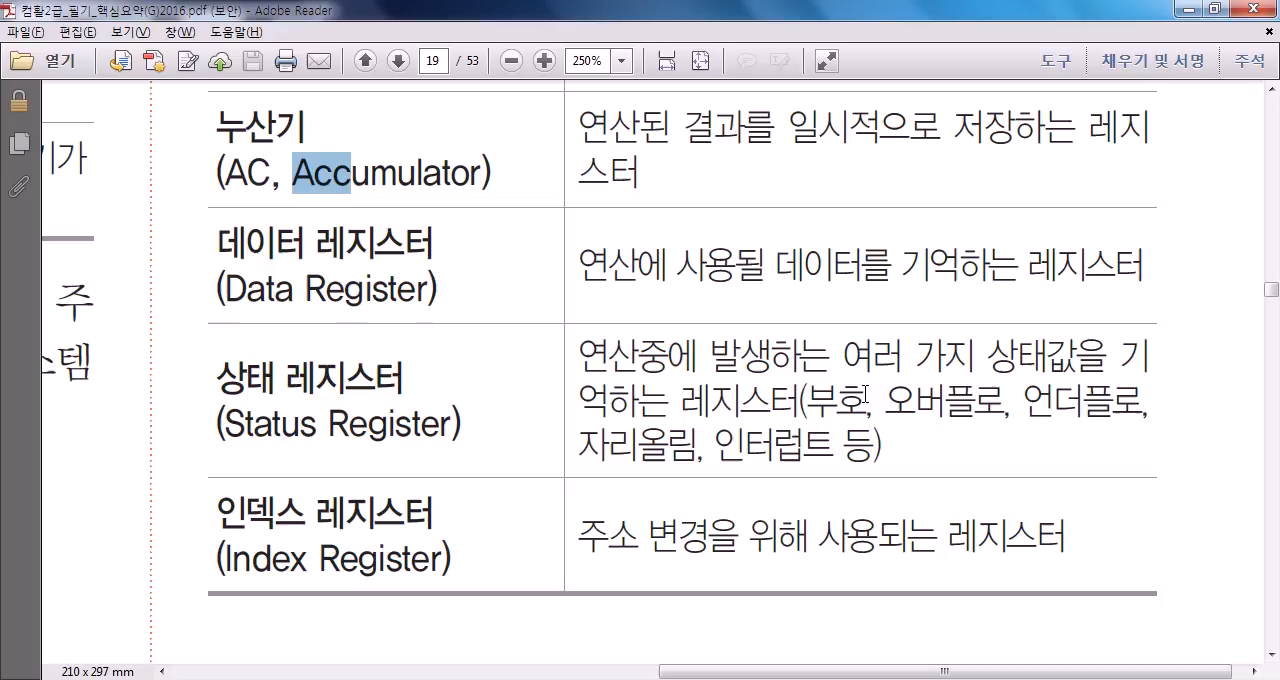 컴활2급_필기_핵심요약(G)2016.pdf (보안) - Adobe Reader
파일(F) 편집(E) 보기(V) 창(W) 도움말(H)
열기 19 / 53 250% 도구 채우기 및 서명 주석
누산기
(AC, Accumulator)
연산된 결과를 일시적으로 저장하는 레지
스터
데이터 레지스터
(Data Register)
연산에 사용될 데이터를 기억하는 레지스터
상태 레지스터
(Status Register)
연산중에 발생하는 여러 가지 상태값을 기
억하는 레지스터(부호, 오버플로, 언더플로,
자리올림, 인터럽트 등)
인덱스 레지스터
(Index Register)
주소 변경을 위해 사용되는 레지스터
주
210 x 297 mm